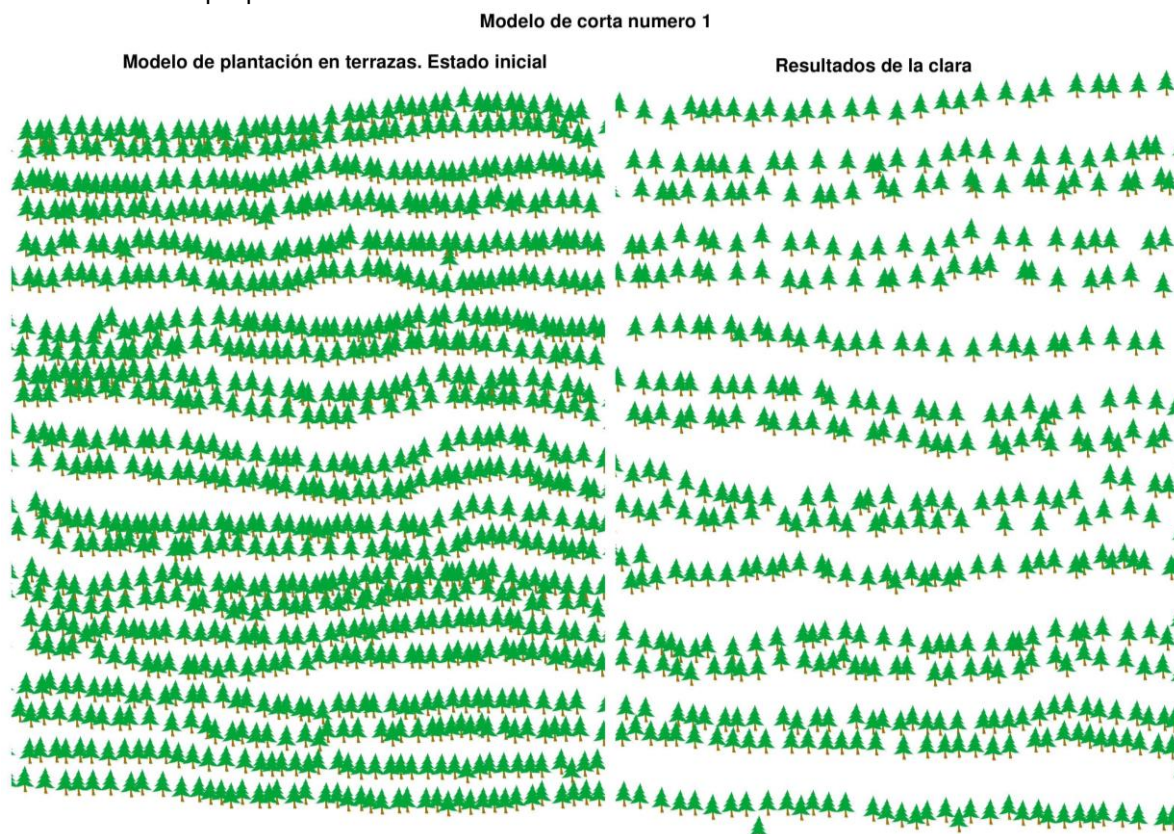 Modelo de corta numero 1
Modelo de plantación en terrazas. Estado inicial
Resultados de la clara